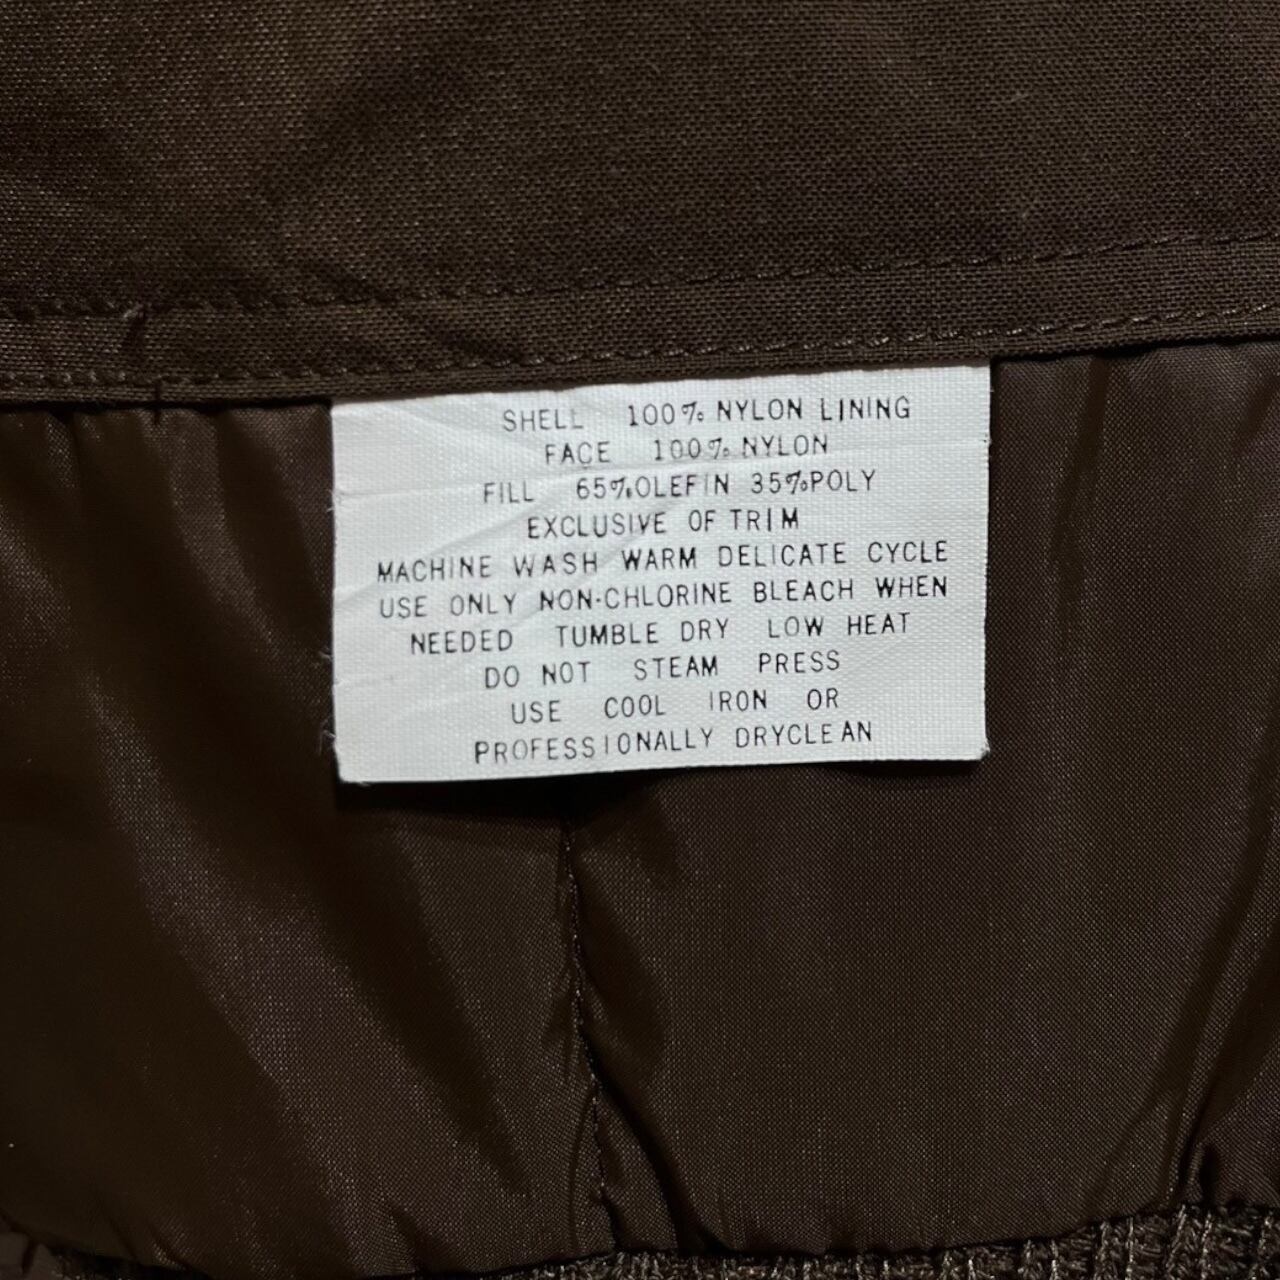 SHELL 100% NYLON LINING
FACE 100% NYLON
FILL 65% OLEFIN 35% POLY
EXCLUSIVE OF TRIM
MACHINE WASH WARM DELICATE CYCLE
USE ONLY NON-CHLORINE BLEACH WHEN
NEEDED TUMBLE DRY LOW HEAT
DO NOT STEAM PRESS
USE COOL IRON OR
PROFESSIONALLY DRYCLEAN